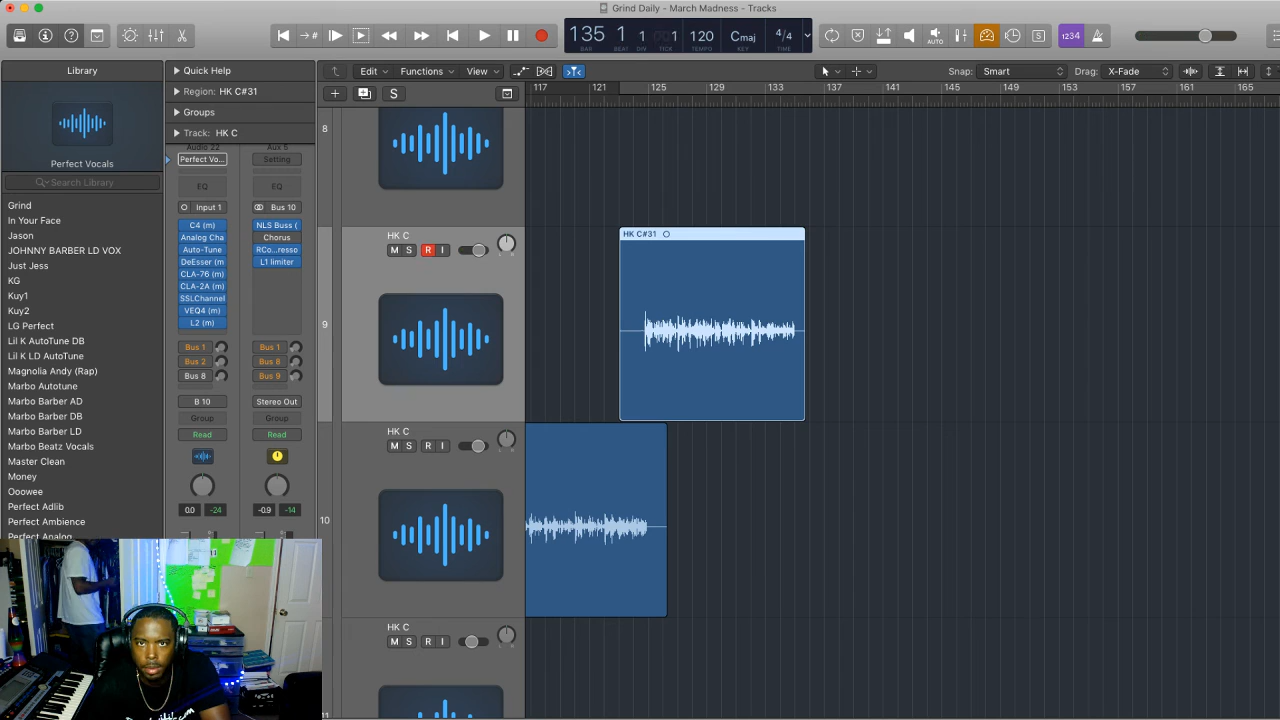 Grind Daily - March Madness - Tracks
135 1 1 1
BAR BEAT DIV TICK
120
TEMPO
Cmaj
KEY
4/4
TIME
AUTO
1234
S
Library
Quick Help
Region: HK C#31
Groups
Track: HK C
Edit Functions View
Snap: Smart
Drag: X-Fade
S
117 121 125 129 133 137 141 145 149 153 157 161 165
Perfect Vocals
Search Library
Grind
In Your Face
Jason
JOHNNY BARBER LD VOX
Just Jess
KG
Kuy1
Kuy2
LG Perfect
Lil K AutoTune DB
Lil K LD AutoTune
Magnolia Andy (Rap)
Marbo Autotune
Marbo Barber AD
Marbo Barber DB
Marbo Barber LD
Marbo Beatz Vocals
Master Clean
Money
Ooowee
Perfect Adlib
Perfect Ambience
Perfect Analog
Audio 22
Perfect Vo...
EQ
Input 1
C4 (m)
Analog Cha
Auto-Tune
DeEsser (m
CLA-76 (m)
CLA-2A (m)
SSLChannel
VEQ4 (m)
L2 (m)
Bus 1
Bus 2
Bus 8
B 10
Group
Read
0.0 -24
Aux 5
Setting
EQ
Bus 10
NLS Buss (
Chorus
RCo...resso
L1 limiter
Bus 1
Bus 8
Bus 9
Stereo Out
Group
Read
-0.9 -14
8
HK C
M S R I
9
HK C#31
HK C
M S R I
10
HK C
M S R I
11